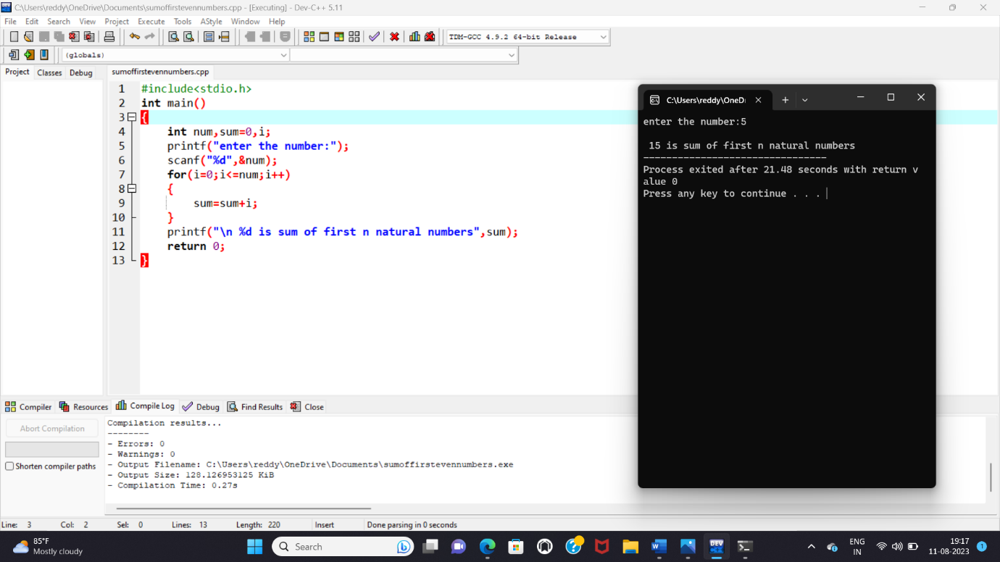 C:\Users\reddy\OneDrive\Documents\sumoffirstevennumbers.cpp - [Executing] - Dev-C++ 5.11
File Edit Search View Project Execute Tools AStyle Window Help
TDM-GCC 4.9.2 64-bit Release
(globals)
Project Classes Debug
sumoffirstevennumbers.cpp
1 #include<stdio.h>
2 int main()
3 {
4 int num,sum=0,i;
5 printf("enter the number:");
6 scanf("%d",&num);
7 for(i=0;i<=num;i++)
8 {
9 sum=sum+i;
10 }
11 printf("\n %d is sum of first n natural numbers",sum);
12 return 0;
13 }
C:\Users\reddy\OneDri
enter the number:5
15 is sum of first n natural numbers
--------------------------------
Process exited after 21.48 seconds with return v
alue 0
Press any key to continue . . .
Compiler Resources Compile Log Debug Find Results Close
Abort Compilation
Shorten compiler paths
Compilation results...
--------
- Errors: 0
- Warnings: 0
- Output Filename: C:\Users\reddy\OneDrive\Documents\sumoffirstevennumbers.exe
- Output Size: 128.126953125 KiB
- Compilation Time: 0.27s
Line: 3 Col: 2 Sel: 0 Lines: 13 Length: 220 Insert Done parsing in 0 seconds
85°F
Mostly cloudy
Search
DEV
ENG
IN
19:17
11-08-2023
1